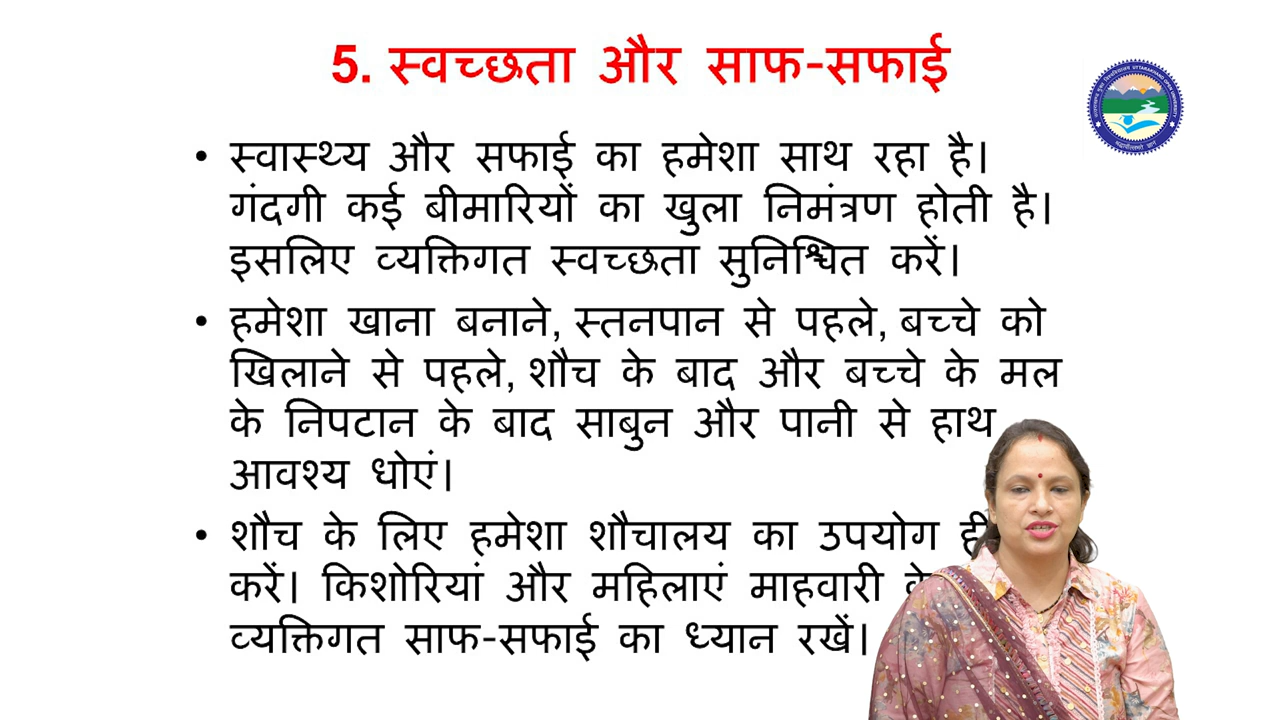 5. स्वच्छता और साफ-सफाई
• स्वास्थ्य और सफाई का हमेशा साथ रहा है।
गंदगी कई बीमारियों का खुला निमंत्रण होती है।
इसलिए व्यक्तिगत स्वच्छता सुनिश्चित करें।
• हमेशा खाना बनाने, स्तनपान से पहले, बच्चे को
खिलाने से पहले, शौच के बाद और बच्चे के मल
के निपटान के बाद साबुन और पानी से हाथ
आवश्य धोएं।
• शौच के लिए हमेशा शौचालय का उपयोग ही
करें। किशोरियां और महिलाएं माहवारी के
व्यक्तिगत साफ-सफाई का ध्यान रखें।